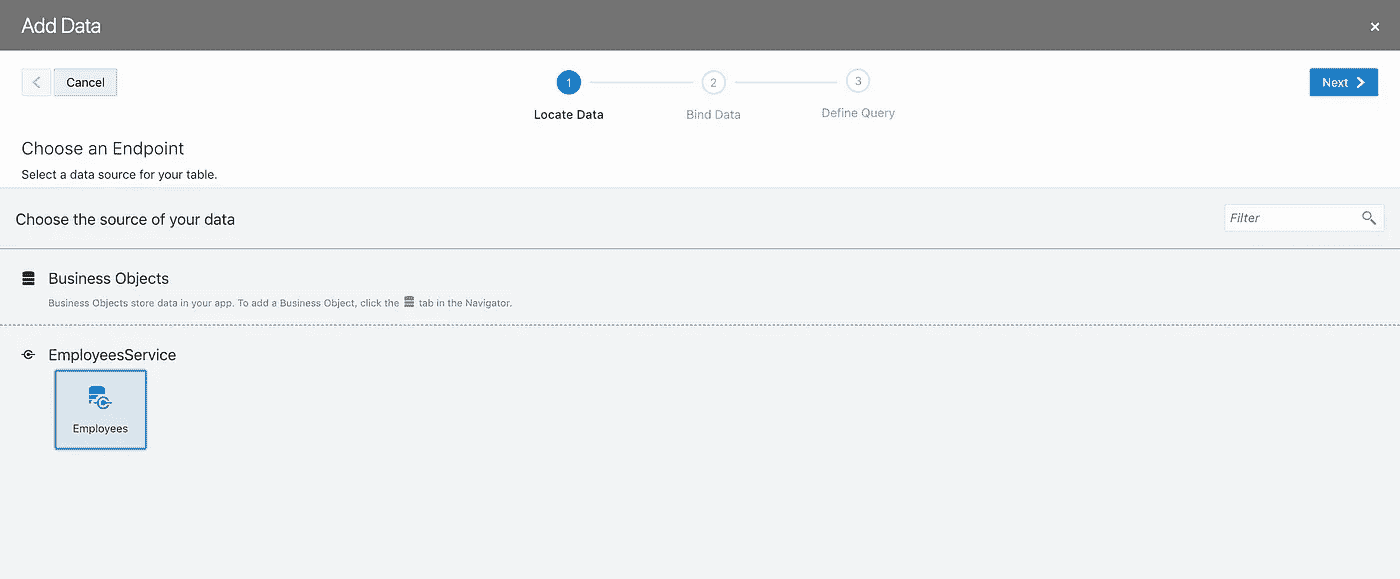 Add Data
Cancel
1
2
3
Next
Locate Data
Bind Data
Define Query
Choose an Endpoint
Select a data source for your table.
Choose the source of your data
Filter
Business Objects
Business Objects store data in your app. To add a Business Object, click the tab in the Navigator.
EmployeesService
Employees